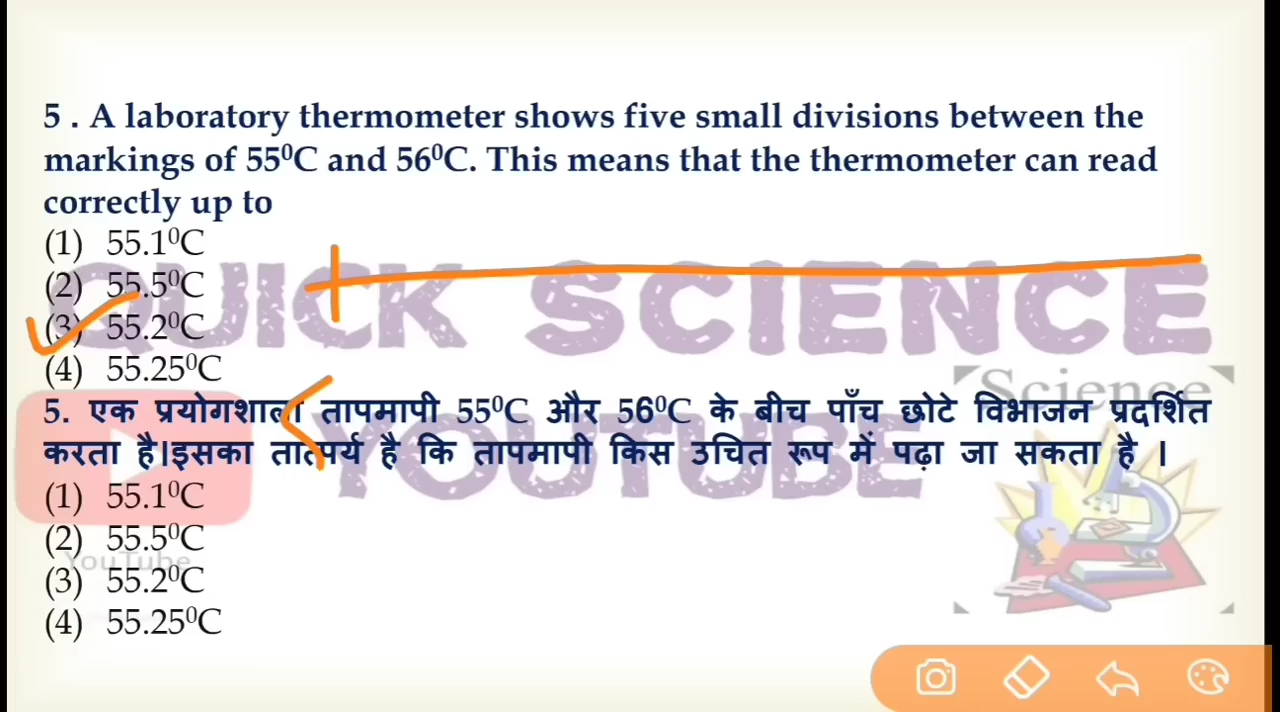 5 . A laboratory thermometer shows five small divisions between the
markings of 55⁰C and 56⁰C. This means that the thermometer can read
correctly up to
(1) 55.1⁰C
(2) 55.5⁰C
(3) 55.2⁰C
(4) 55.25⁰C
QUICK SCIENCE
Science
5. एक प्रयोगशाला तापमापी 55⁰C और 56⁰C के बीच पाँच छोटे विभाजन प्रदर्शित
करता है।इसका तात्पर्य है कि तापमापी किस उचित रूप में पढ़ा जा सकता है ।
YOUTUBE
(1) 55.1⁰C
(2) 55.5⁰C
YouTube
(3) 55.2⁰C
(4) 55.25⁰C